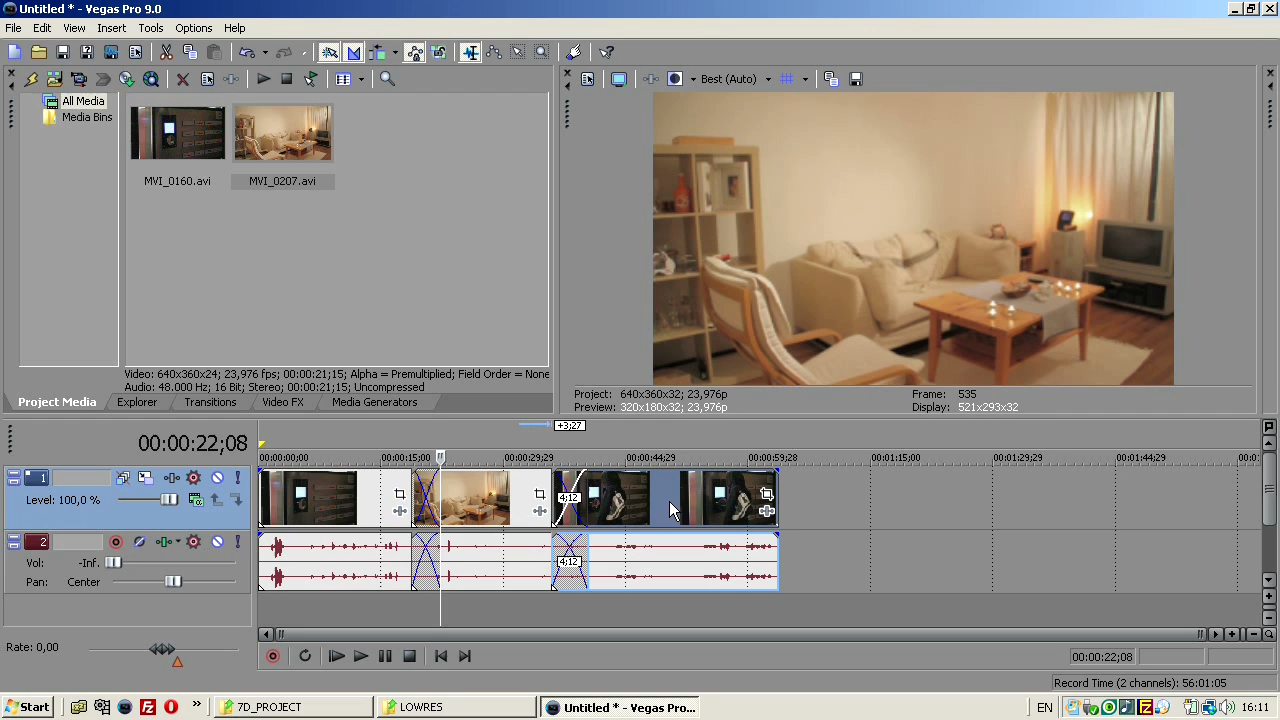 Untitled * - Vegas Pro 9.0
File Edit View Insert Tools Options Help
Best (Auto)
All Media
Media Bins
MVI_0160.avi
MVI_0207.avi
Video: 640x360x24; 23,976 fps; 00:00:21;15; Alpha = Premultiplied; Field Order = None
Audio: 48.000 Hz; 16 Bit; Stereo; 00:00:21;15; Uncompressed
Project Media Explorer Transitions Video FX Media Generators
Project: 640x360x32; 23,976p
Frame: 535
Preview: 320x180x32; 23,976p
Display: 521x293x32
+3;27
00:00:22;08
00:00:00;00 00:00:15;00 00:00:29;29 00:00:44;29 00:00:59;28 00:01:15;00 00:01:29;29 00:01:44;29
1
Level: 100,0 %
4;12
2
Vol: -Inf.
4;12
Pan: Center
Rate: 0,00
00:00:22;08
Record Time (2 channels): 56:01:05
Start 7D_PROJECT LOWRES Untitled * - Vegas Pro... EN 16:11